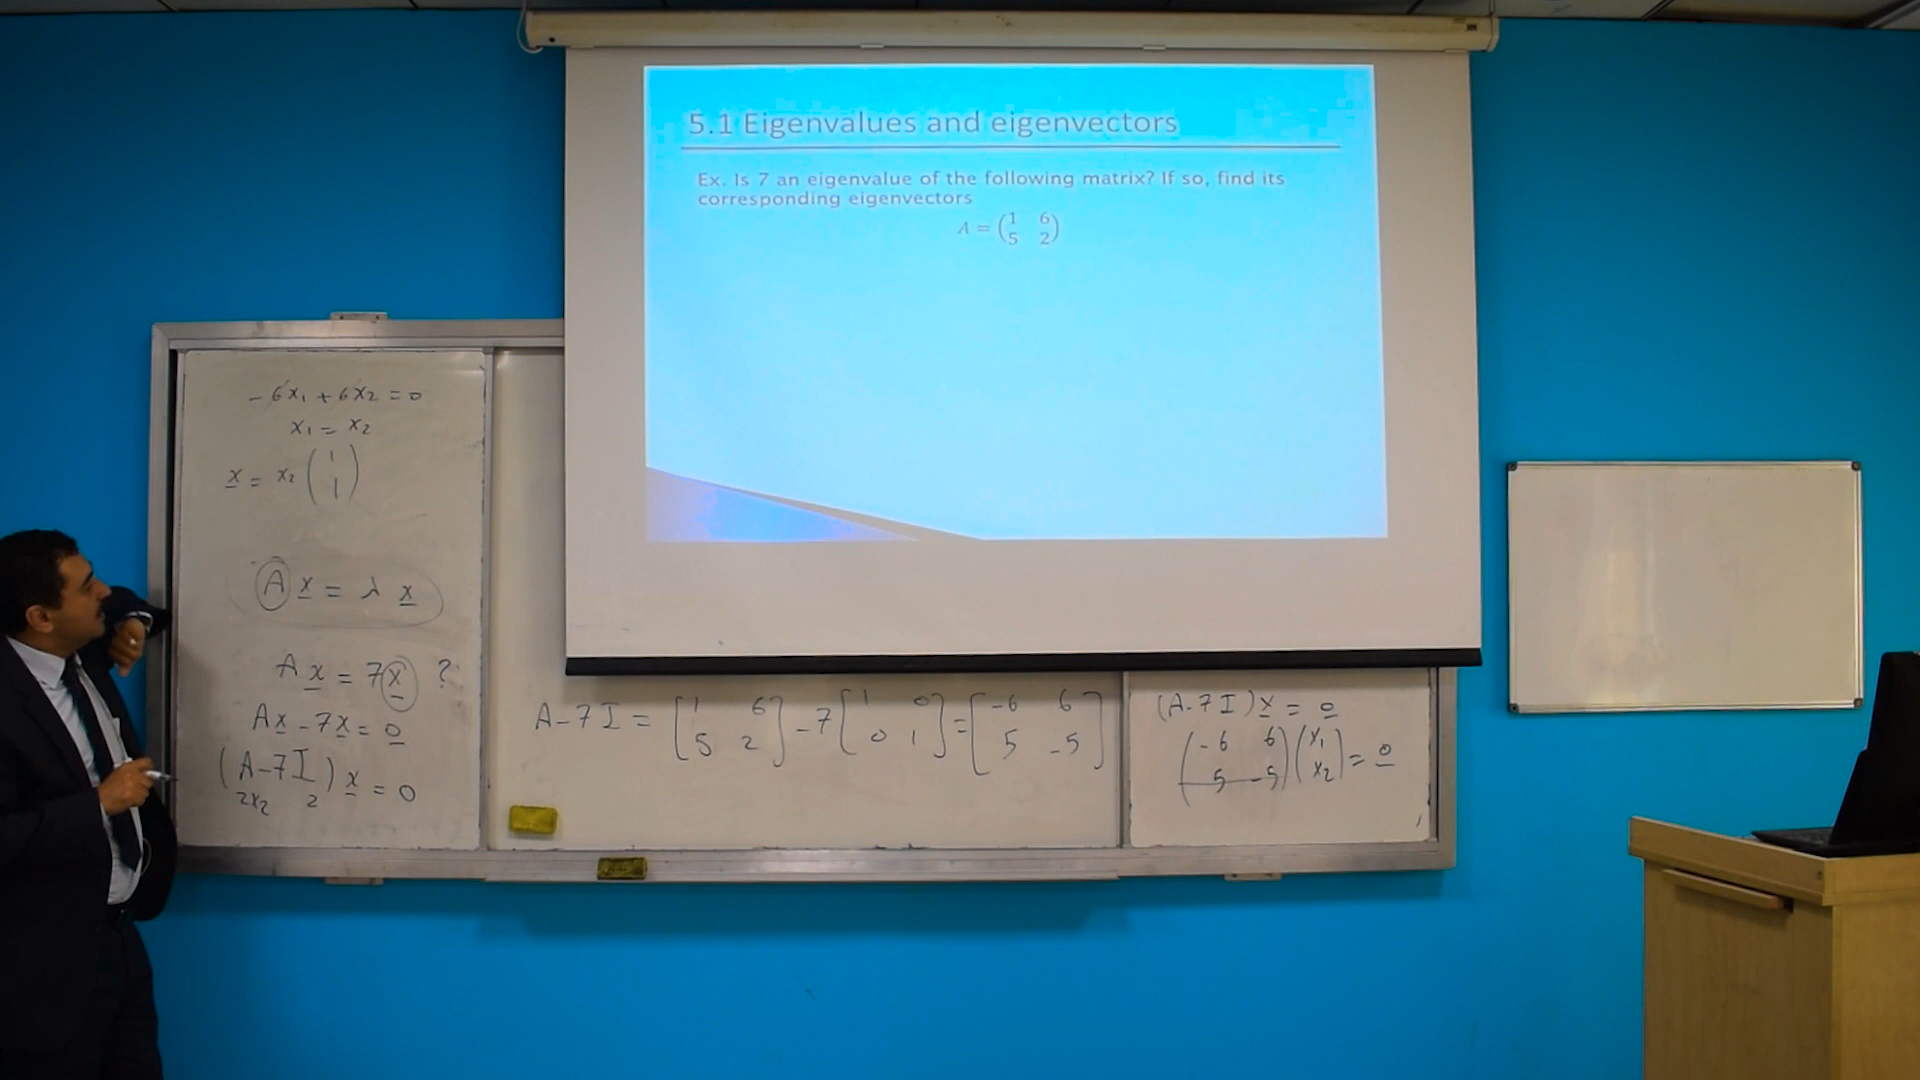 5.1 Eigenvalues and eigenvectors
Ex. Is 7 an eigenvalue of the following matrix? If so, find its
corresponding eigenvectors
A = (1 6
5 2)
-6x₁ + 6x₂ = 0
x₁ = x₂
x = x₂ (1
1)
A x = λ x
A x = 7x ?
Ax - 7x = 0
(A-7I) x = 0
2x2 2
A-7I = [1 6
5 2] -7 [1 0
0 1] = [-6 6
5 -5]
(A-7I) x = 0
(-6 6
5 -5) (x₁
x₂) = 0